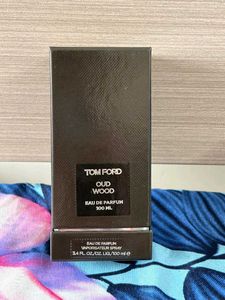 TOM FORD
OUD
WOOD
EAU DE PARFUM
100 ML
EAU DE PARFUM
VAPORISATEUR SPRAY
3.4 FL.OZ./OZ. LIQ./100 ml ℮